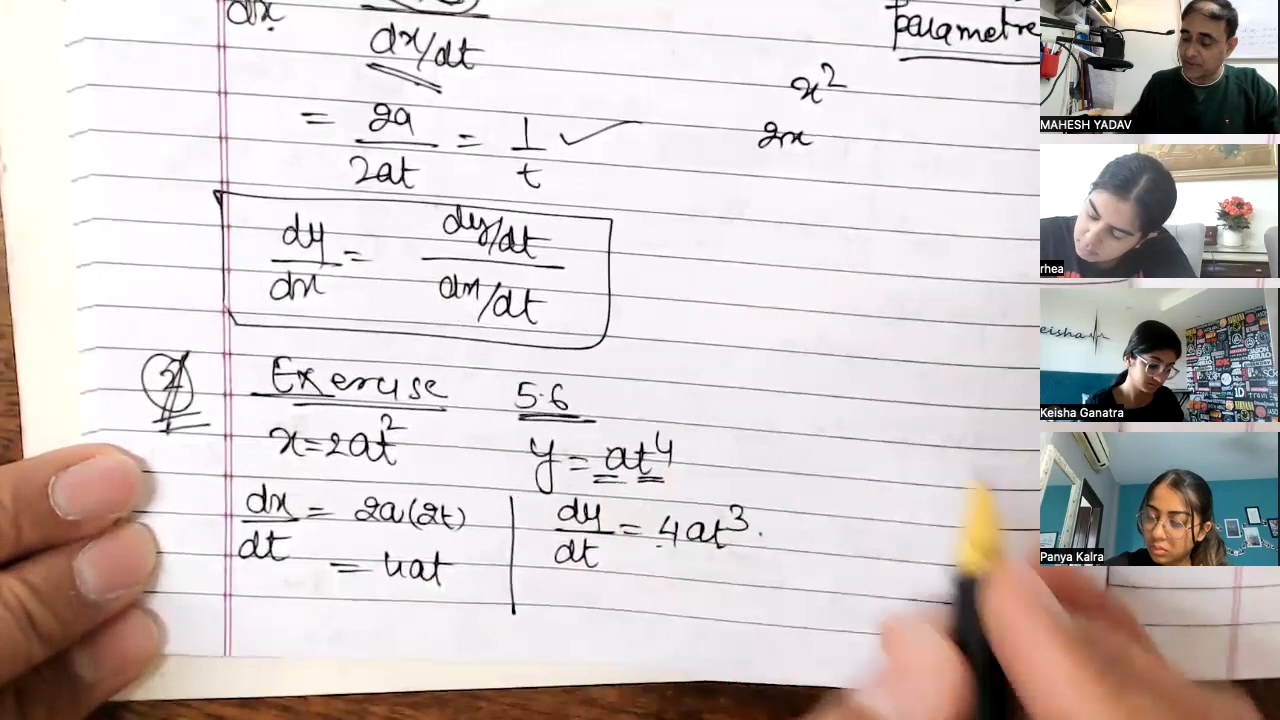 dx
dx/dt
parametre
x²
= 2a/2at = 1/t ✓
2x
dy/dx = dy/dt / dx/dt
Exercise 5.6
x=2at² y = at⁴
dx/dt = 2a(2t) dy/dt = 4at³.
= 4at
MAHESH YADAV
rhea
keisha
Keisha Ganatra
Panya Kalra